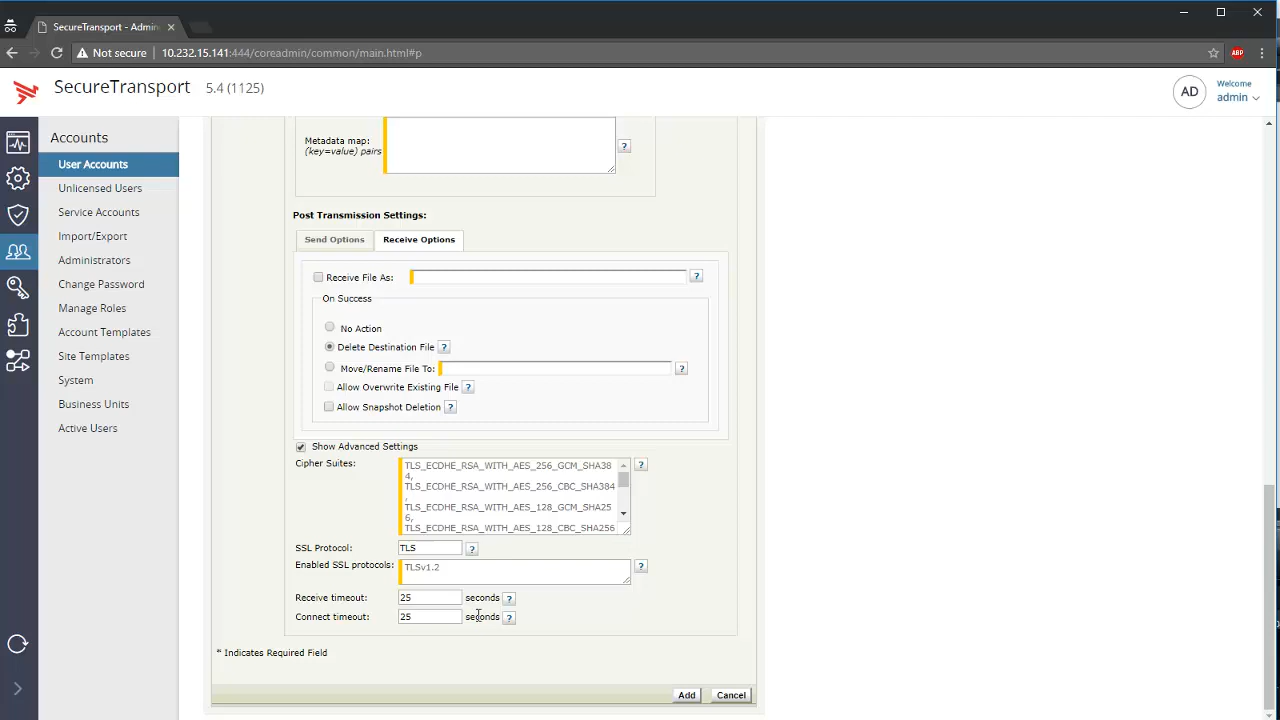 SecureTransport - Admin
Not secure | 10.232.15.141:444/coreadmin/common/main.html#p
ABP
SecureTransport 5.4 (1125)
AD
Welcome
admin
Accounts
User Accounts
Unlicensed Users
Service Accounts
Import/Export
Administrators
Change Password
Manage Roles
Account Templates
Site Templates
System
Business Units
Active Users
Metadata map:
(key=value) pairs
?
Post Transmission Settings:
Send Options
Receive Options
Receive File As: ?
On Success
No Action
Delete Destination File ?
Move/Rename File To: ?
Allow Overwrite Existing File ?
Allow Snapshot Deletion ?
Show Advanced Settings
Cipher Suites: ?
TLS_ECDHE_RSA_WITH_AES_256_GCM_SHA38
4,
TLS_ECDHE_RSA_WITH_AES_256_CBC_SHA384
,
TLS_ECDHE_RSA_WITH_AES_128_GCM_SHA25
6,
TLS_ECDHE_RSA_WITH_AES_128_CBC_SHA256
SSL Protocol: TLS ?
Enabled SSL protocols: TLSv1.2 ?
Receive timeout: 25 seconds ?
Connect timeout: 25 seconds ?
* Indicates Required Field
Add
Cancel